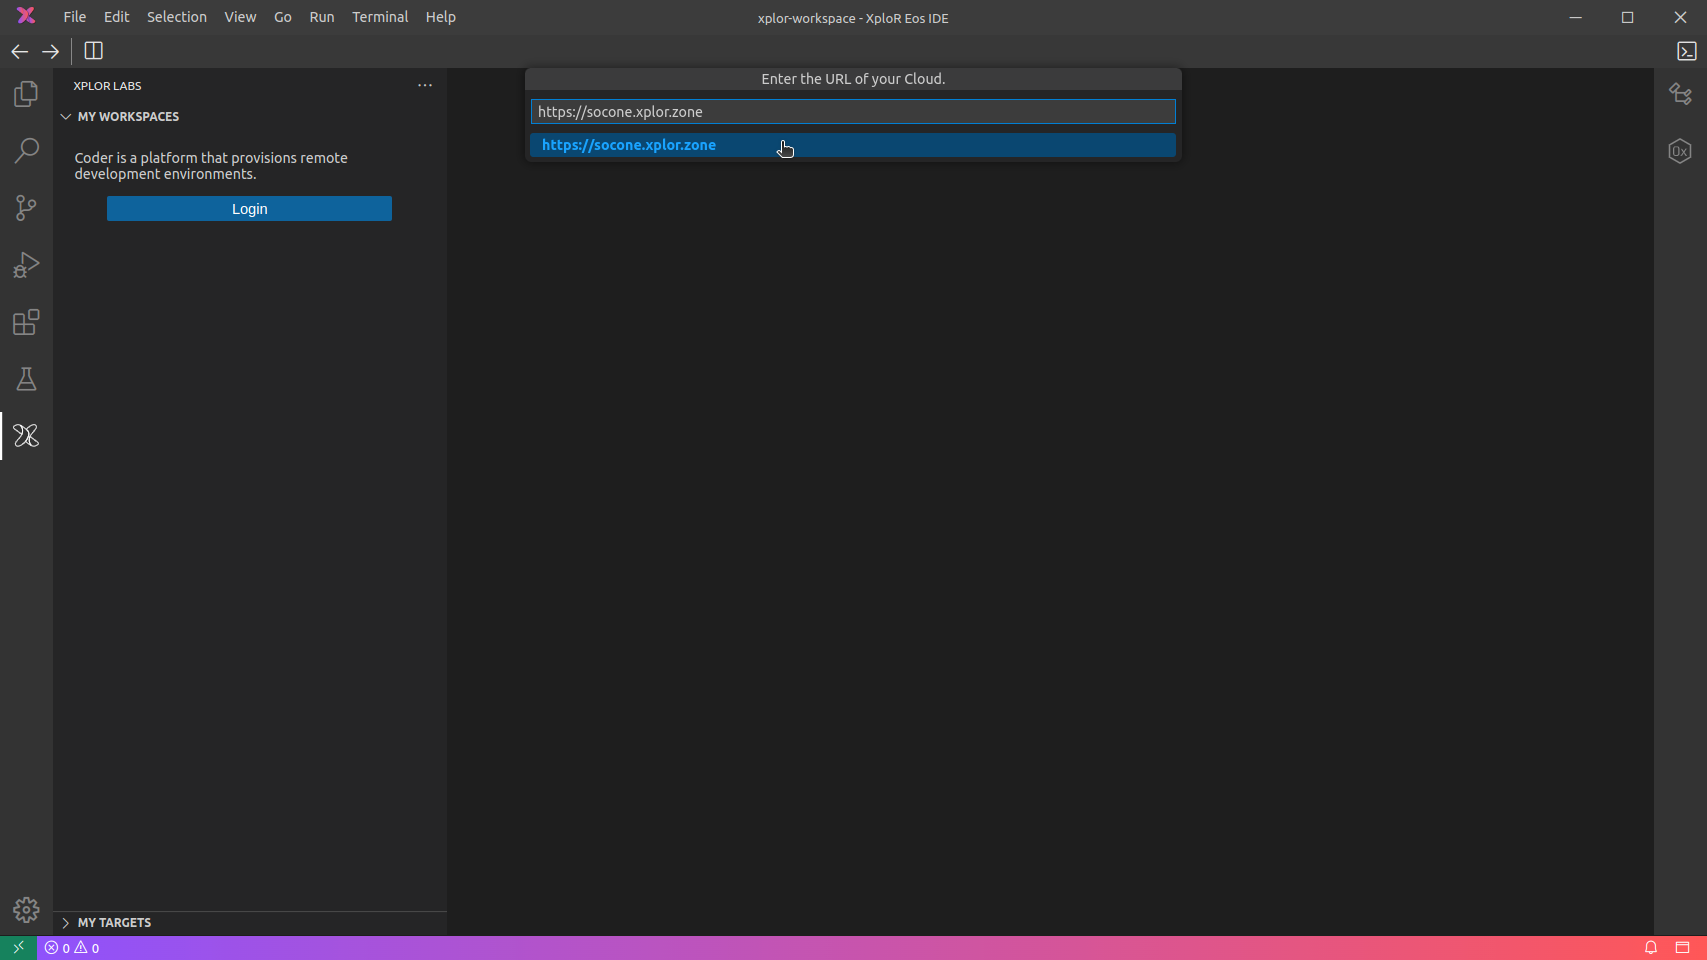 File Edit Selection View Go Run Terminal Help
xplor-workspace - XploR Eos IDE
XPLOR LABS
MY WORKSPACES
Coder is a platform that provisions remote
development environments.
Login
Enter the URL of your Cloud.
https://socone.xplor.zone
https://socone.xplor.zone
0x
MY TARGETS
0 0